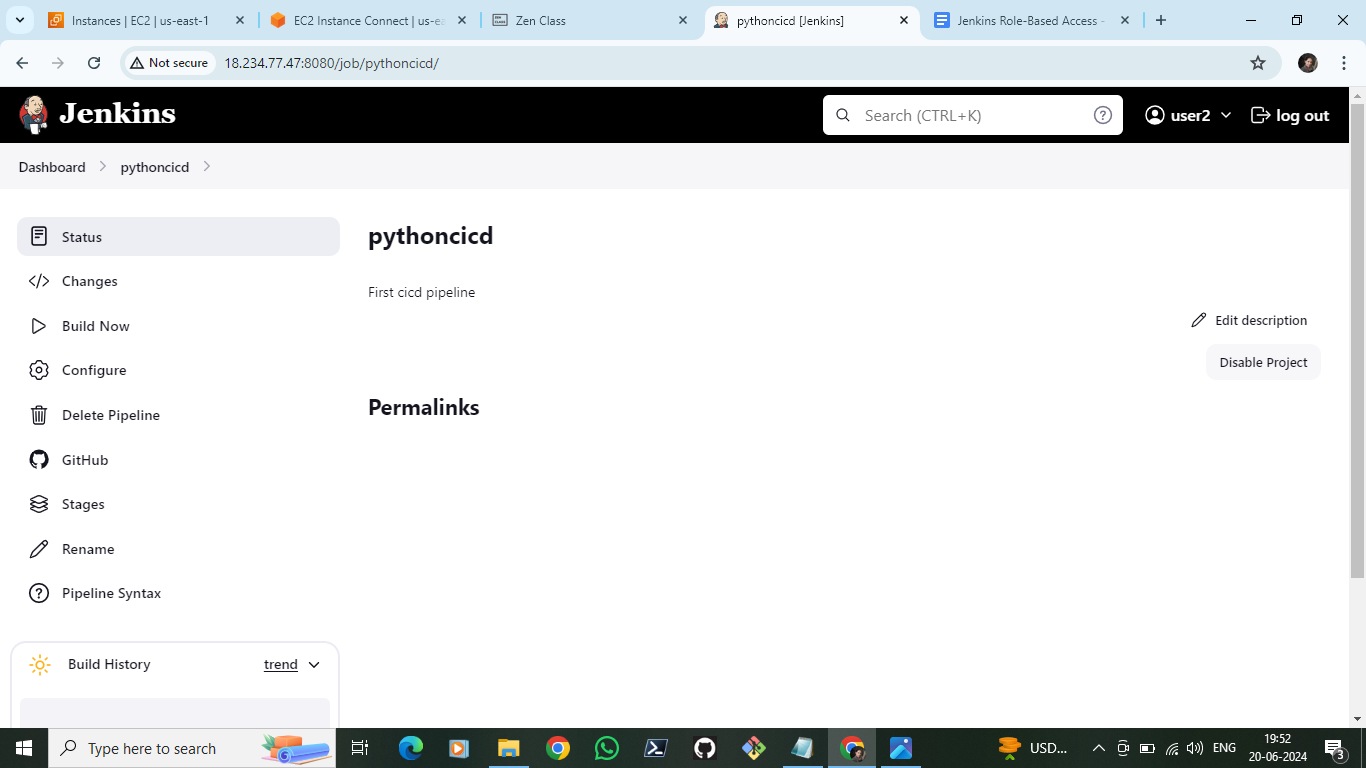 Instances | EC2 | us-east-1
EC2 Instance Connect | us-ea
Zen Class
pythoncicd [Jenkins]
Jenkins Role-Based Access -
Not secure
18.234.77.47:8080/job/pythoncicd/
Jenkins
Search (CTRL+K)
?
user2
log out
Dashboard
pythoncicd
Status
Changes
Build Now
Configure
Delete Pipeline
GitHub
Stages
Rename
Pipeline Syntax
Build History
trend
pythoncicd
First cicd pipeline
Edit description
Disable Project
Permalinks
Type here to search
USD...
ENG
19:52
20-06-2024
3